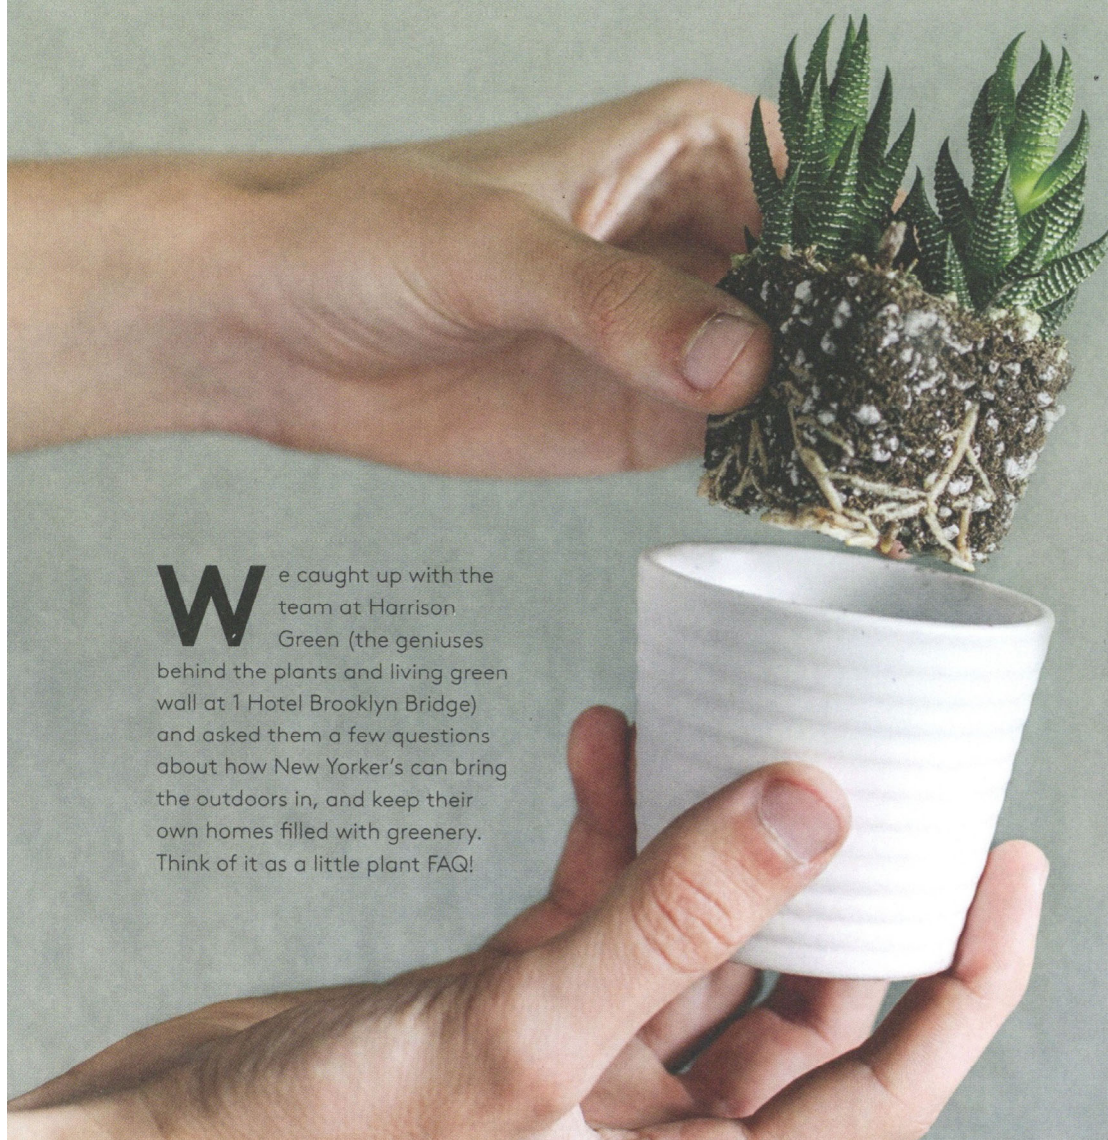 We caught up with the
team at Harrison
Green (the geniuses
behind the plants and living green
wall at 1 Hotel Brooklyn Bridge)
and asked them a few questions
about how New Yorker's can bring
the outdoors in, and keep their
own homes filled with greenery.
Think of it as a little plant FAQ!